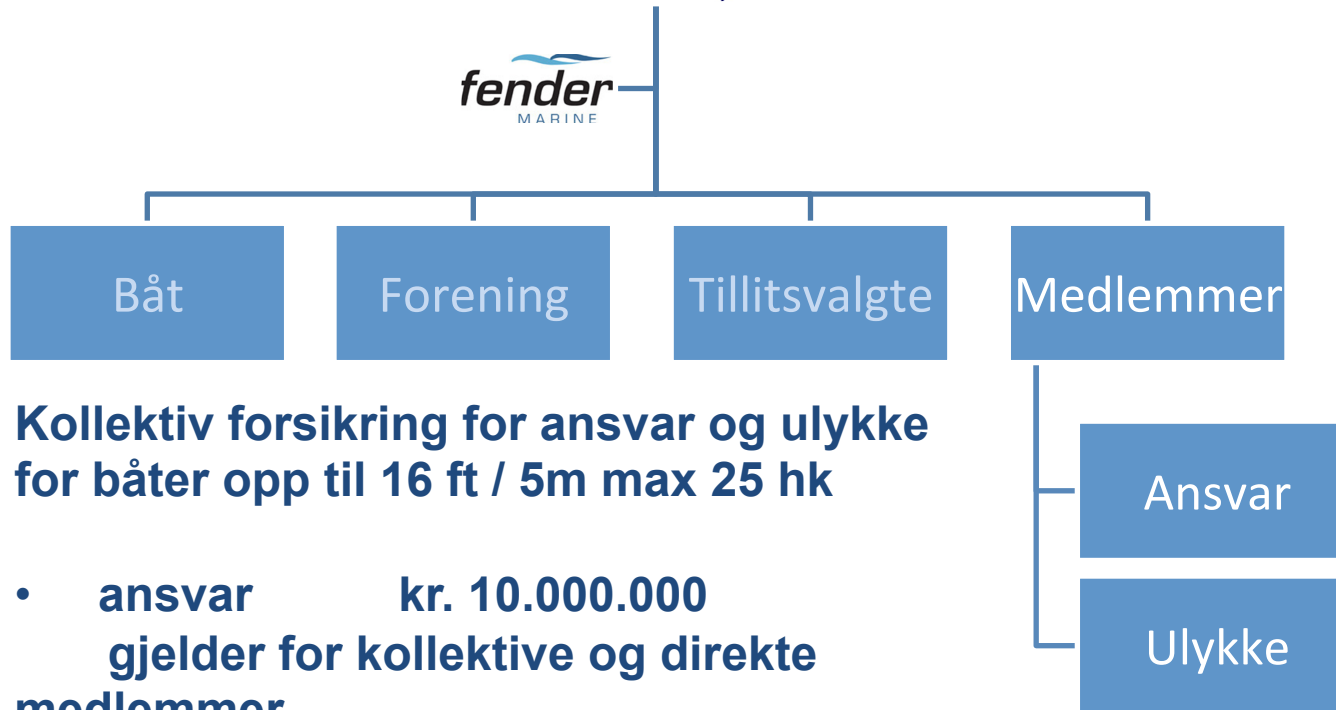 fender
MARINE
Båt
Forening
Tillitsvalgte
Medlemmer
Kollektiv forsikring for ansvar og ulykke
for båter opp til 16 ft / 5m max 25 hk
Ansvar
• ansvar kr. 10.000.000
gjelder for kollektive og direkte
medlemmer
Ulykke